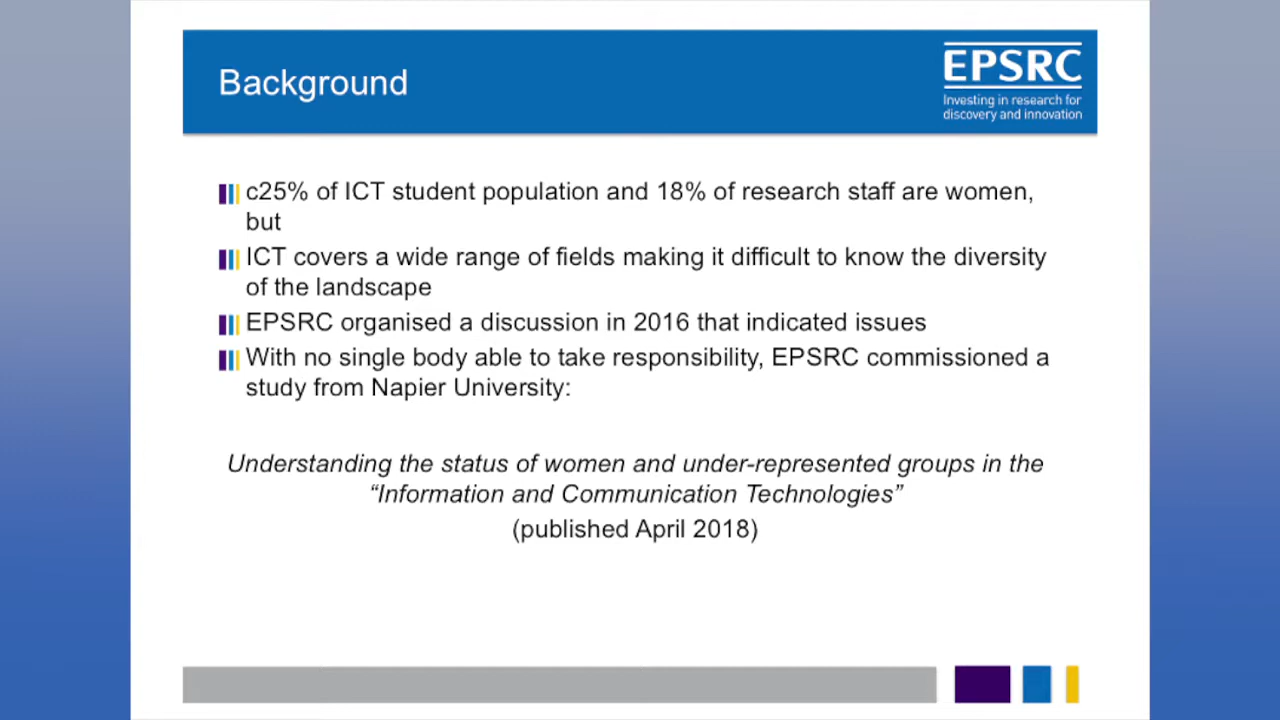 Background
EPSRC
Investing in research for
discovery and innovation
c25% of ICT student population and 18% of research staff are women,
but
ICT covers a wide range of fields making it difficult to know the diversity
of the landscape
EPSRC organised a discussion in 2016 that indicated issues
With no single body able to take responsibility, EPSRC commissioned a
study from Napier University:
Understanding the status of women and under-represented groups in the
“Information and Communication Technologies”
(published April 2018)